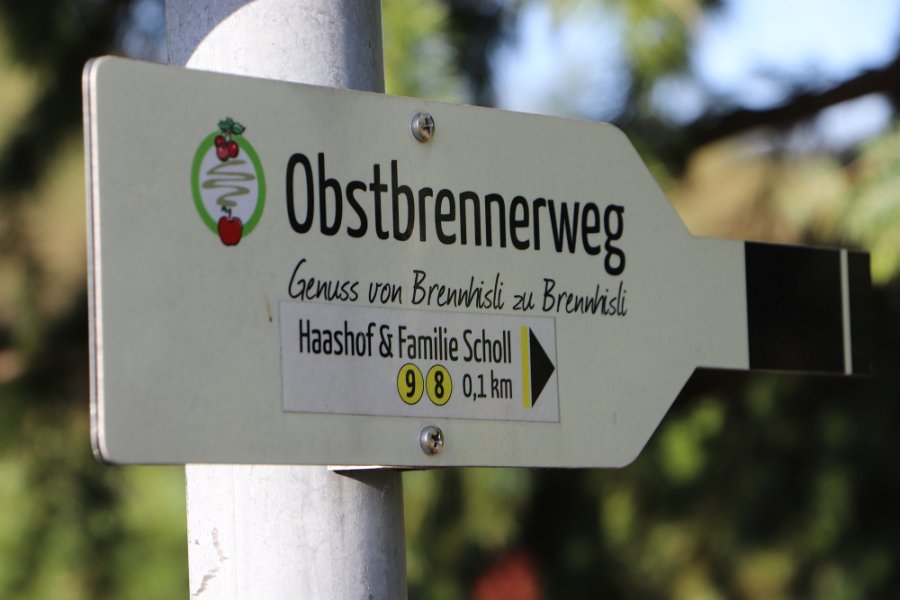 Obstbrennerweg
Genuss von Brennhisli zu Brennhisli
Haashof & Familie Scholl
9 8 0,1 km